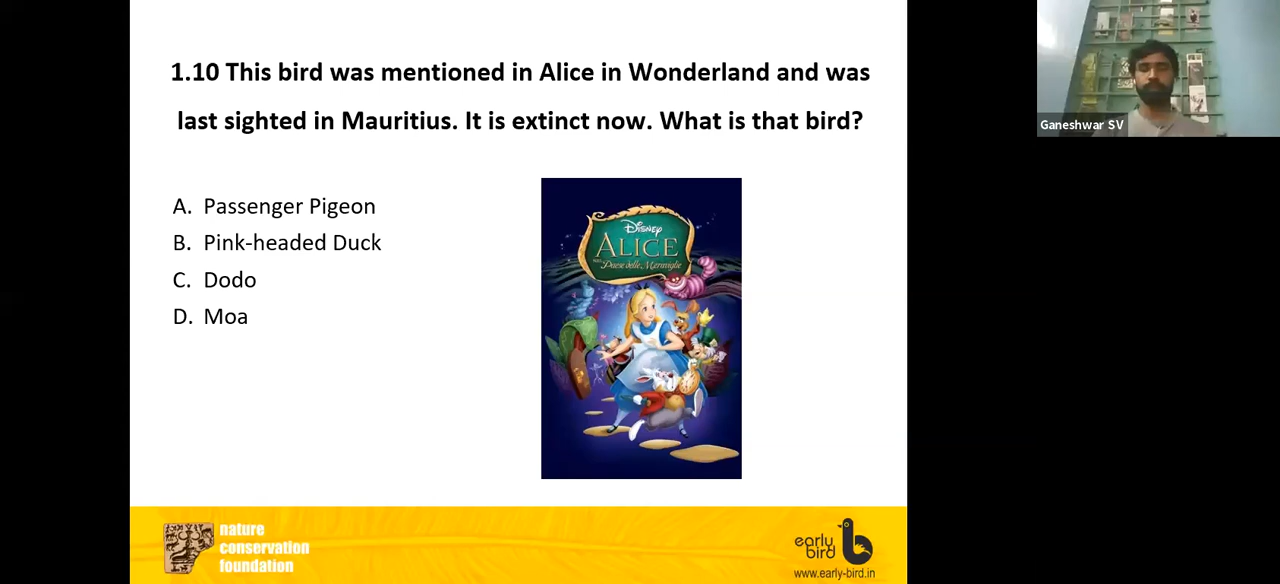 1.10 This bird was mentioned in Alice in Wonderland and was
last sighted in Mauritius. It is extinct now. What is that bird?
A. Passenger Pigeon
B. Pink-headed Duck
C. Dodo
D. Moa
DISNEY
ALICE
nel Paese delle Meraviglie
nature
conservation
foundation
early
bird
www.early-bird.in
Ganeshwar SV